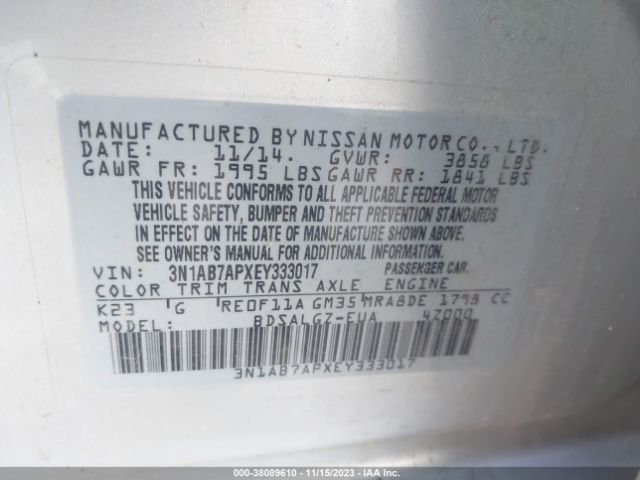 MANUFACTURED BY NISSAN MOTOR CO., LTD.
DATE: 11/14. GVWR: 3858 LBS
GAWR FR: 1995 LBS GAWR RR: 1841 LBS
THIS VEHICLE CONFORMS TO ALL APPLICABLE FEDERAL MOTOR
VEHICLE SAFETY, BUMPER AND THEFT PREVENTION STANDARDS
IN EFFECT ON THE DATE OF MANUFACTURE SHOWN ABOVE.
SEE OWNER'S MANUAL FOR ADDITIONAL INFORMATION.
VIN: 3N1AB7APXEY333017 PASSENGER CAR.
COLOR TRIM TRANS AXLE ENGINE
K23 G RE0F11A GM35 MRA8DE 1798 CC
MODEL: BDSALGZ-EUA 4Z000
3N1AB7APXEY333017
000-38089610 | 11/15/2023 | IAA Inc.